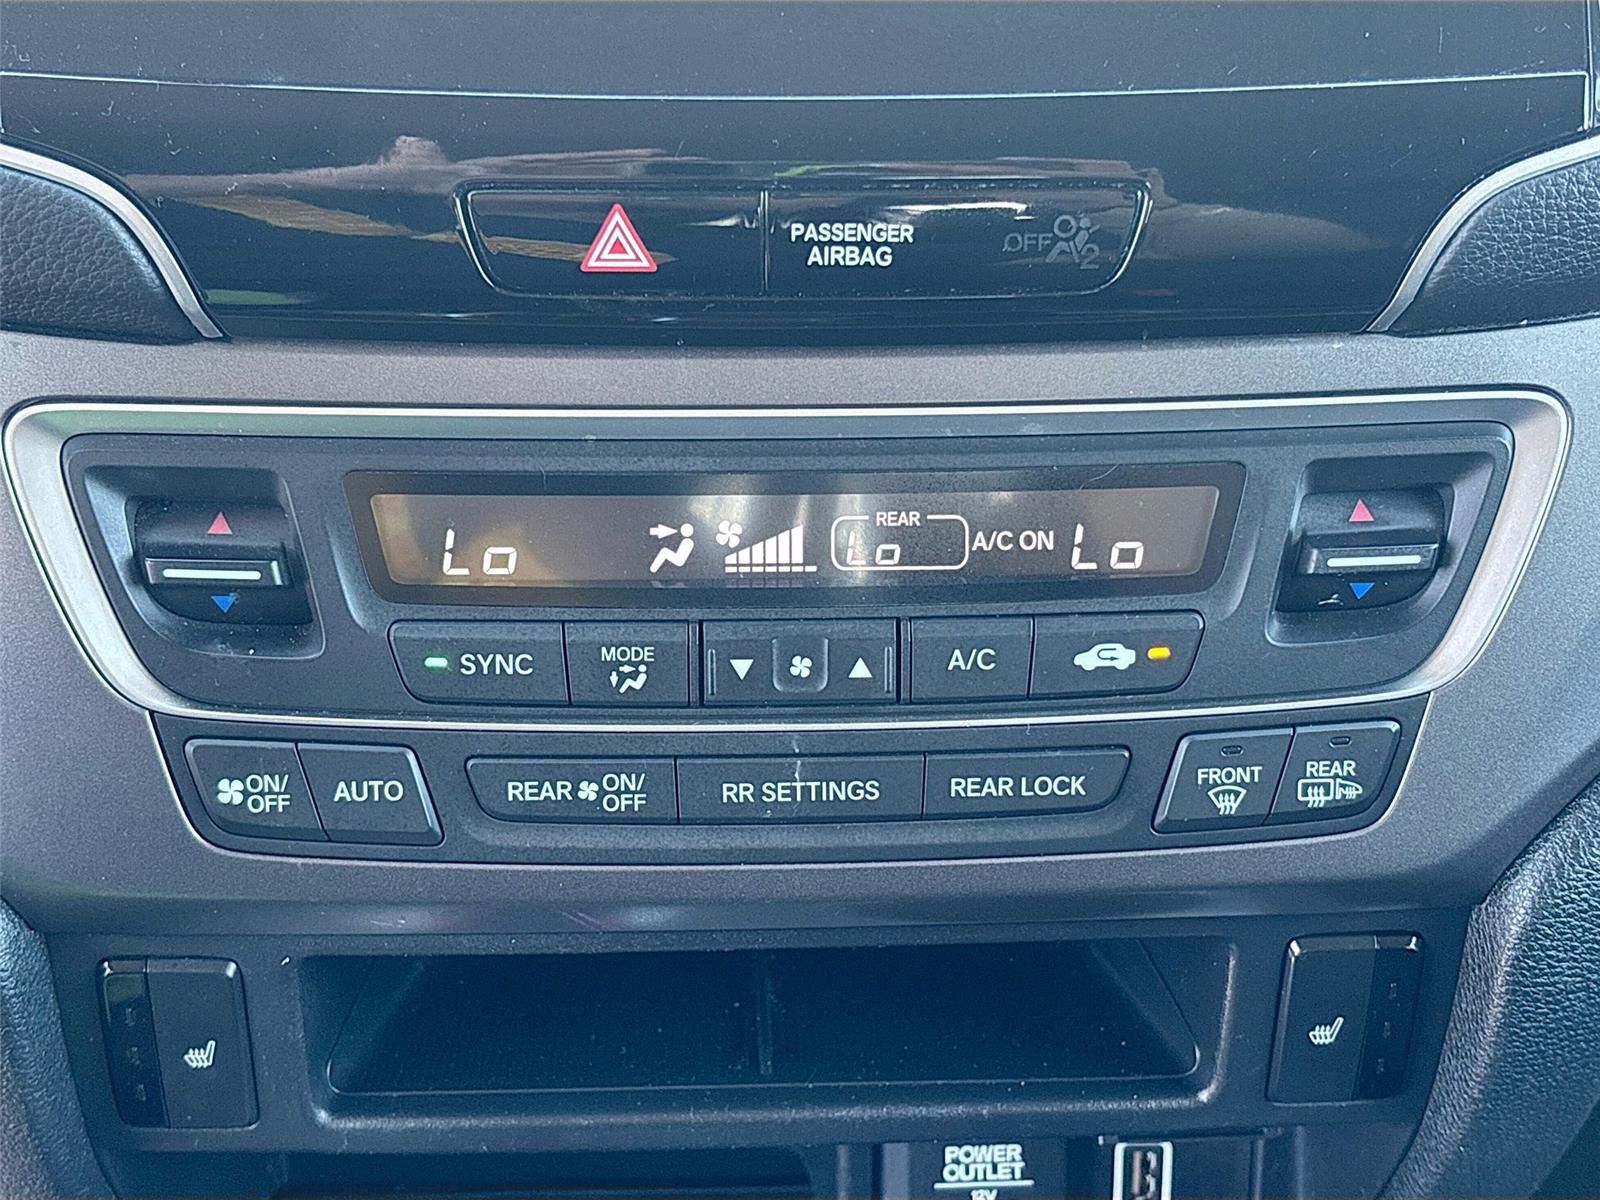 PASSENGER
AIRBAG
OFF 2
Lo
REAR
Lo
A/C ON
Lo
SYNC
MODE
A/C
ON/
OFF
AUTO
REAR ON/
OFF
RR SETTINGS
REAR LOCK
FRONT
REAR
POWER
OUTLET
12V